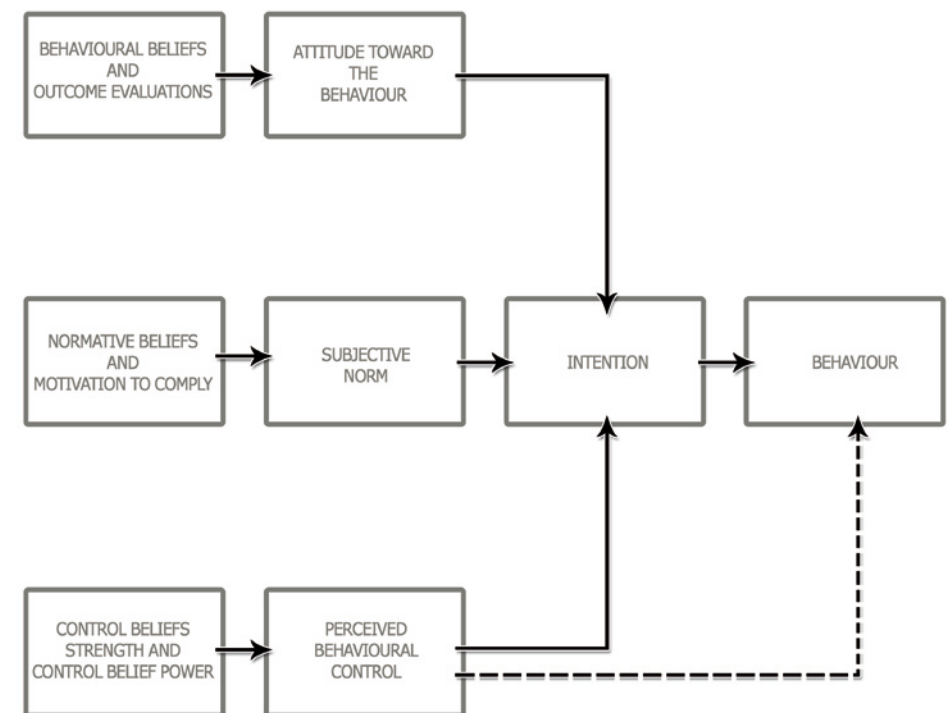 BEHAVIOURAL BELIEFS
AND
OUTCOME EVALUATIONS
ATTITUDE TOWARD
THE
BEHAVIOUR
NORMATIVE BELIEFS
AND
MOTIVATION TO COMPLY
SUBJECTIVE
NORM
INTENTION
BEHAVIOUR
CONTROL BELIEFS
STRENGTH AND
CONTROL BELIEF POWER
PERCEIVED
BEHAVIOURAL
CONTROL